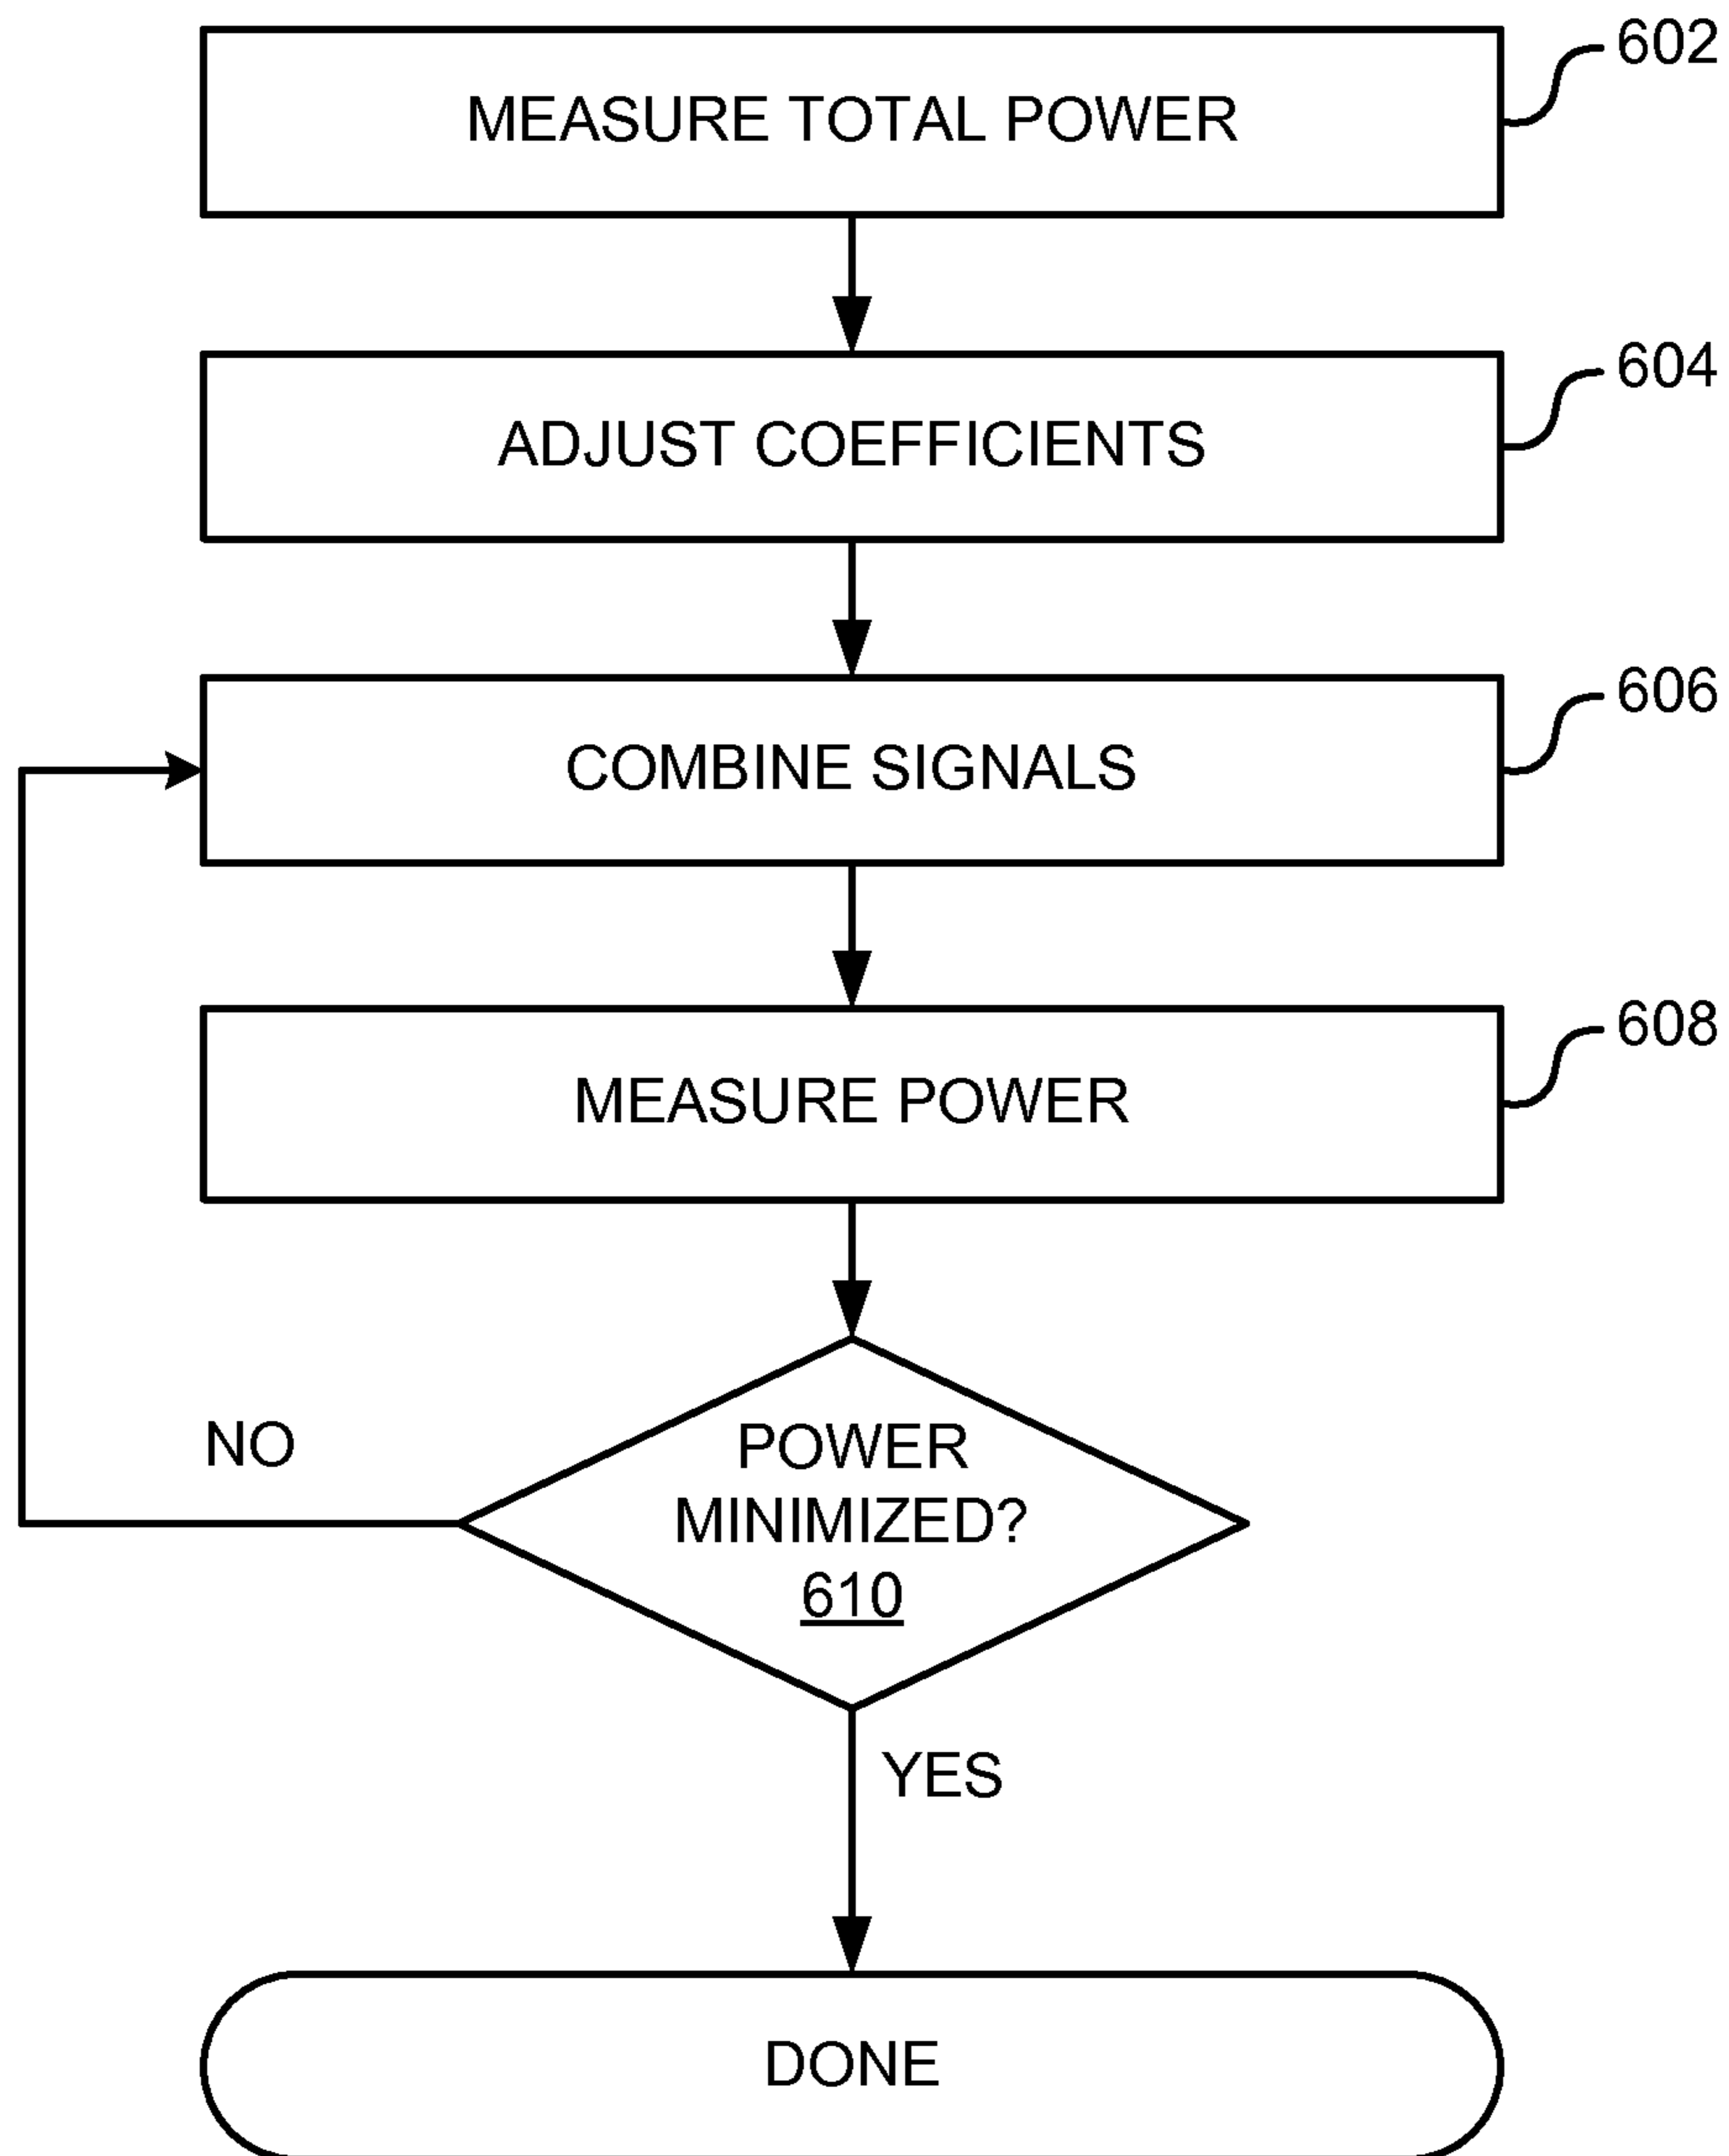 602
MEASURE TOTAL POWER
604
ADJUST COEFFICIENTS
606
COMBINE SIGNALS
608
MEASURE POWER
NO
POWER
MINIMIZED?
610
YES
DONE